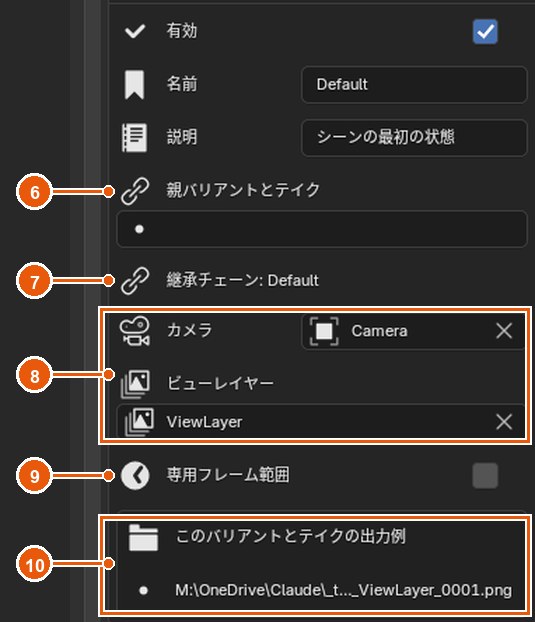 有効
名前 Default
説明 シーンの最初の状態
6 親バリアントとテイク
7 継承チェーン: Default
カメラ Camera
8 ビューレイヤー
ViewLayer
9 専用フレーム範囲
このバリアントとテイクの出力例
10
M:\OneDrive\Claude\_t..._ViewLayer_0001.png